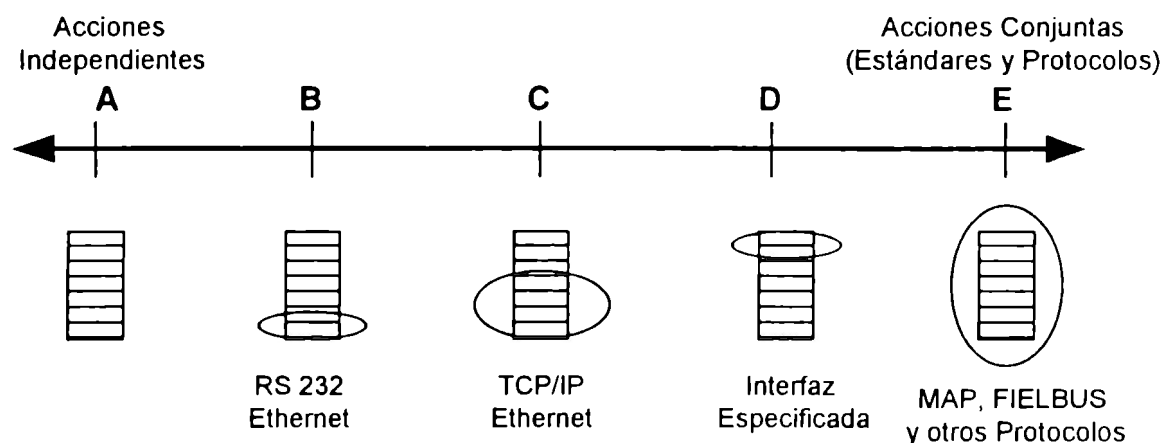 Acciones
Independientes
Acciones Conjuntas
(Estándares y Protocolos)
A
B
C
D
E
RS 232
Ethernet
TCP/IP
Ethernet
Interfaz
Especificada
MAP, FIELBUS
y otros Protocolos